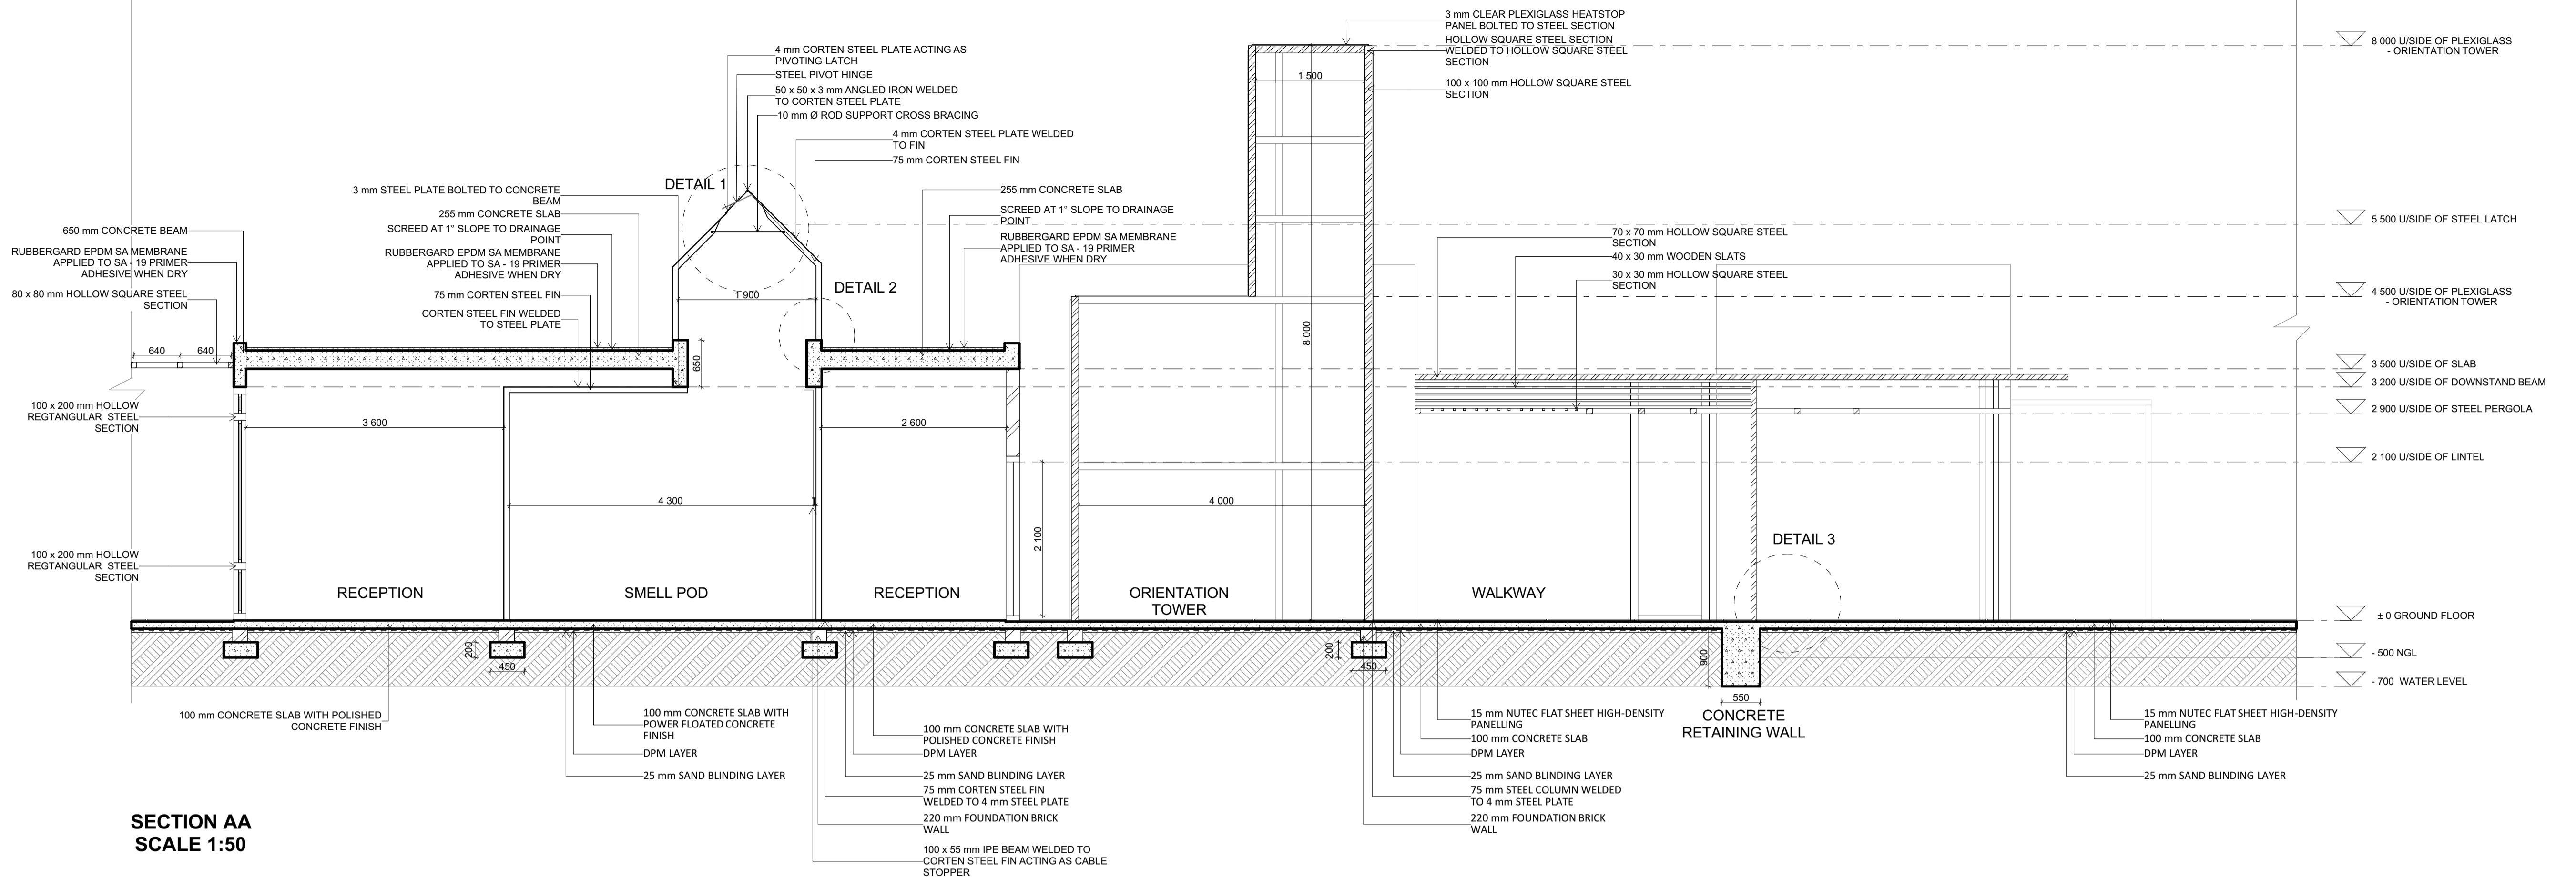 3 mm CLEAR PLEXIGLASS HEATSTOP
PANEL BOLTED TO STEEL SECTION
HOLLOW SQUARE STEEL SECTION
WELDED TO HOLLOW SQUARE STEEL
SECTION
100 x 100 mm HOLLOW SQUARE STEEL
SECTION
8 000 U/SIDE OF PLEXIGLASS
- ORIENTATION TOWER
4 mm CORTEN STEEL PLATE ACTING AS
PIVOTING LATCH
STEEL PIVOT HINGE
50 x 50 x 3 mm ANGLED IRON WELDED
TO CORTEN STEEL PLATE
10 mm Ø ROD SUPPORT CROSS BRACING
4 mm CORTEN STEEL PLATE WELDED
TO FIN
75 mm CORTEN STEEL FIN
1 500
DETAIL 1
3 mm STEEL PLATE BOLTED TO CONCRETE
BEAM
255 mm CONCRETE SLAB
SCREED AT 1° SLOPE TO DRAINAGE
POINT
RUBBERGARD EPDM SA MEMBRANE
APPLIED TO SA - 19 PRIMER
ADHESIVE WHEN DRY
75 mm CORTEN STEEL FIN
CORTEN STEEL FIN WELDED
TO STEEL PLATE
650 mm CONCRETE BEAM
RUBBERGARD EPDM SA MEMBRANE
APPLIED TO SA - 19 PRIMER
ADHESIVE WHEN DRY
80 x 80 mm HOLLOW SQUARE STEEL
SECTION
255 mm CONCRETE SLAB
SCREED AT 1° SLOPE TO DRAINAGE
POINT
RUBBERGARD EPDM SA MEMBRANE
APPLIED TO SA - 19 PRIMER
ADHESIVE WHEN DRY
70 x 70 mm HOLLOW SQUARE STEEL
SECTION
40 x 30 mm WOODEN SLATS
30 x 30 mm HOLLOW SQUARE STEEL
SECTION
5 500 U/SIDE OF STEEL LATCH
4 500 U/SIDE OF PLEXIGLASS
- ORIENTATION TOWER
DETAIL 2
1 900
8 000
640
640
650
3 500 U/SIDE OF SLAB
3 200 U/SIDE OF DOWNSTAND BEAM
2 900 U/SIDE OF STEEL PERGOLA
2 100 U/SIDE OF LINTEL
100 x 200 mm HOLLOW
REGTANGULAR STEEL
SECTION
3 600
2 600
4 300
4 000
2 100
100 x 200 mm HOLLOW
REGTANGULAR STEEL
SECTION
DETAIL 3
RECEPTION
SMELL POD
RECEPTION
ORIENTATION
TOWER
WALKWAY
± 0 GROUND FLOOR
- 500 NGL
- 700 WATER LEVEL
200
450
200
450
900
550
CONCRETE
RETAINING WALL
100 mm CONCRETE SLAB WITH POLISHED
CONCRETE FINISH
100 mm CONCRETE SLAB WITH
POWER FLOATED CONCRETE
FINISH
DPM LAYER
25 mm SAND BLINDING LAYER
100 mm CONCRETE SLAB WITH
POLISHED CONCRETE FINISH
DPM LAYER
25 mm SAND BLINDING LAYER
75 mm CORTEN STEEL FIN
WELDED TO 4 mm STEEL PLATE
220 mm FOUNDATION BRICK
WALL
100 x 55 mm IPE BEAM WELDED TO
CORTEN STEEL FIN ACTING AS CABLE
STOPPER
15 mm NUTEC FLAT SHEET HIGH-DENSITY
PANELLING
100 mm CONCRETE SLAB
DPM LAYER
25 mm SAND BLINDING LAYER
75 mm STEEL COLUMN WELDED
TO 4 mm STEEL PLATE
220 mm FOUNDATION BRICK
WALL
15 mm NUTEC FLAT SHEET HIGH-DENSITY
PANELLING
100 mm CONCRETE SLAB
DPM LAYER
25 mm SAND BLINDING LAYER
SECTION AA
SCALE 1:50